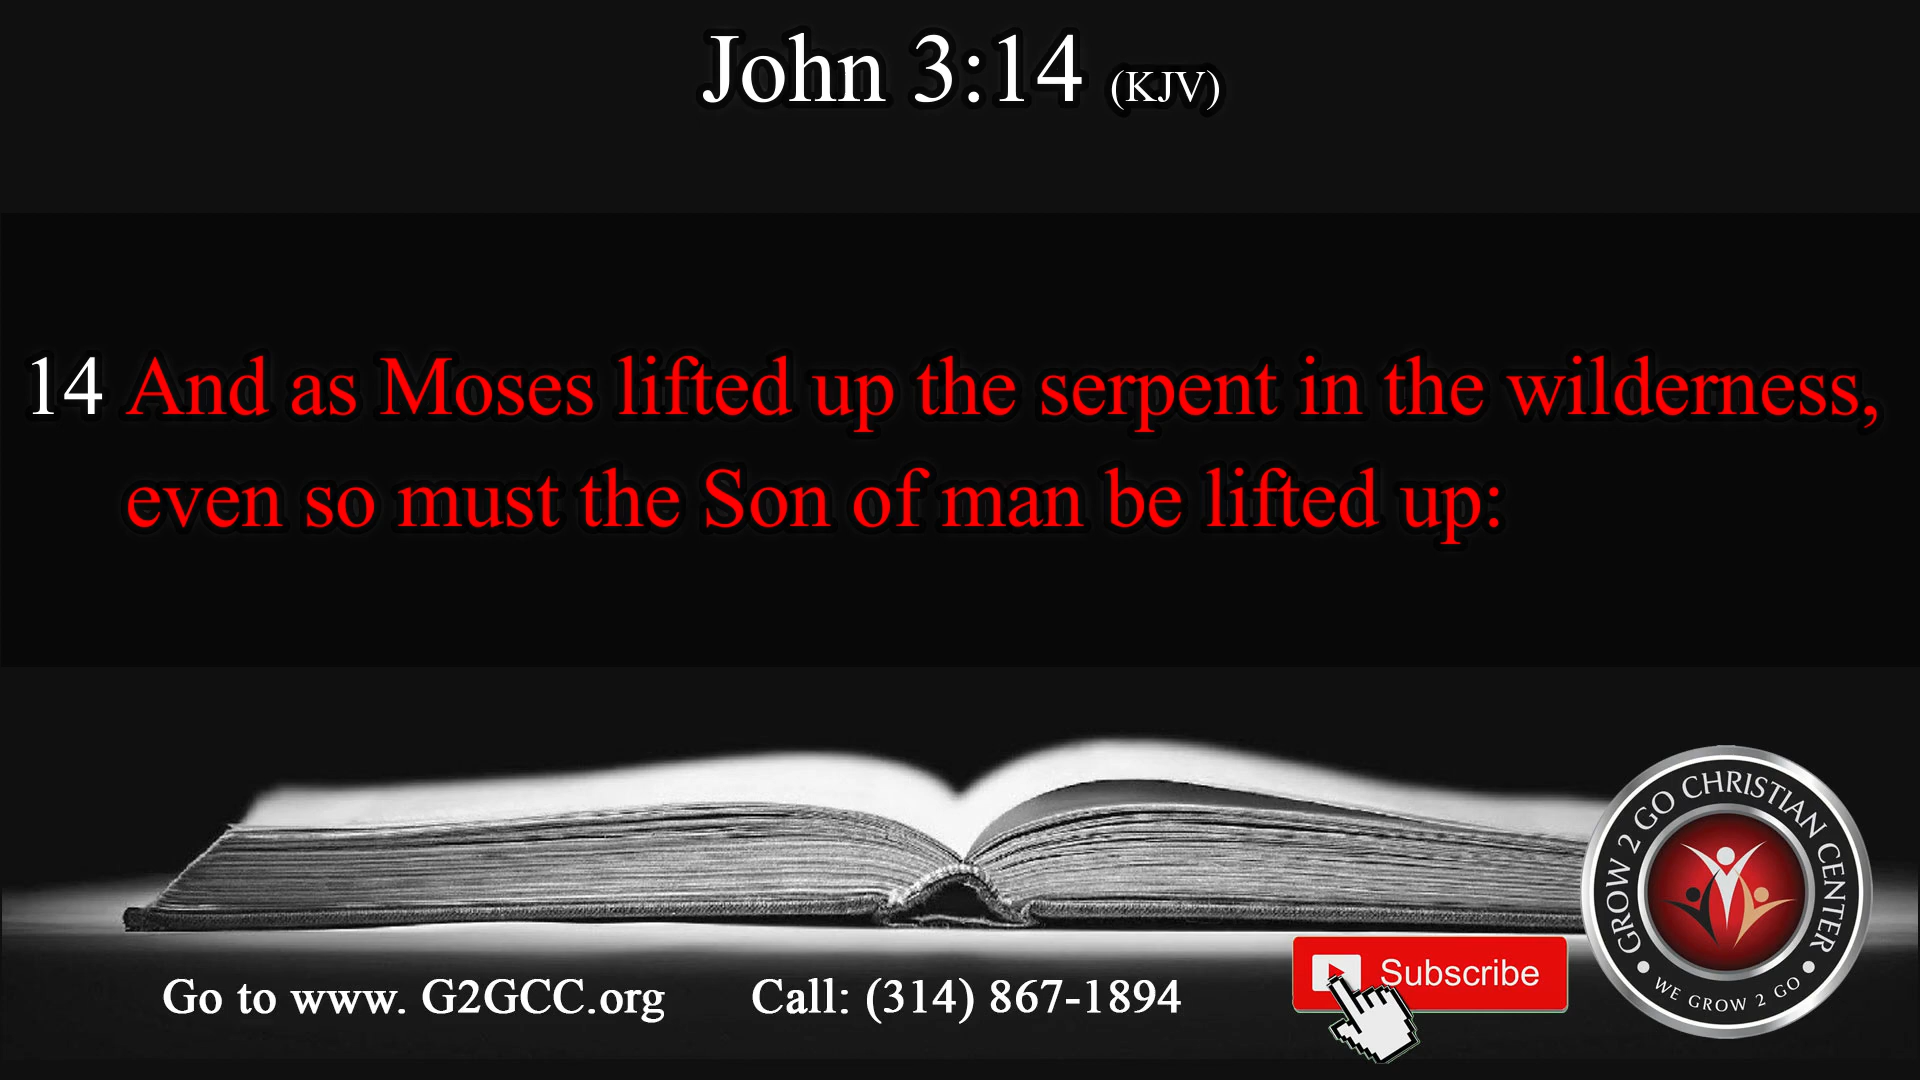 John 3:14 (KJV)
14 And as Moses lifted up the serpent in the wilderness,
even so must the Son of man be lifted up:
GROW 2 GO CHRISTIAN CENTER
WE GROW 2 GO
Go to www. G2GCC.org Call: (314) 867-1894 Subscribe